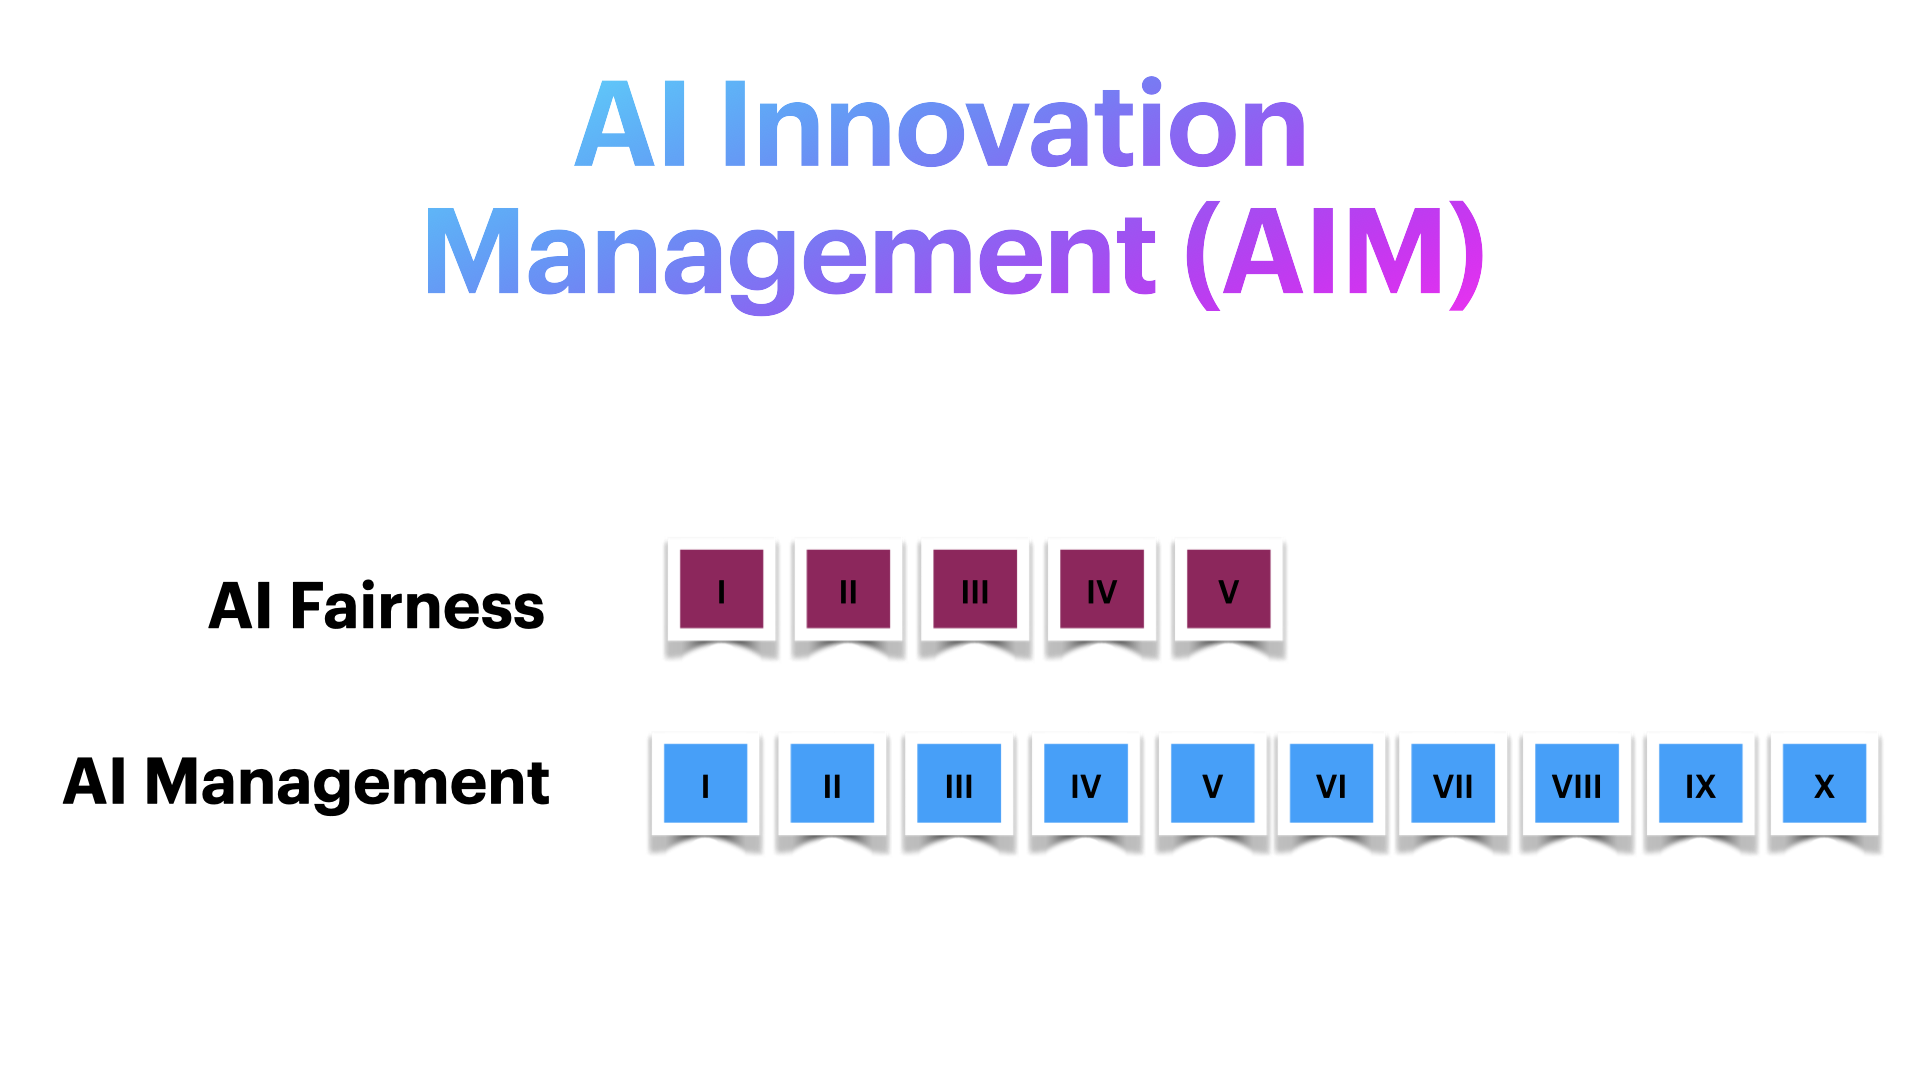 AI Innovation
Management (AIM)
AI Fairness I II III IV V
AI Management I II III IV V VI VII VIII IX X